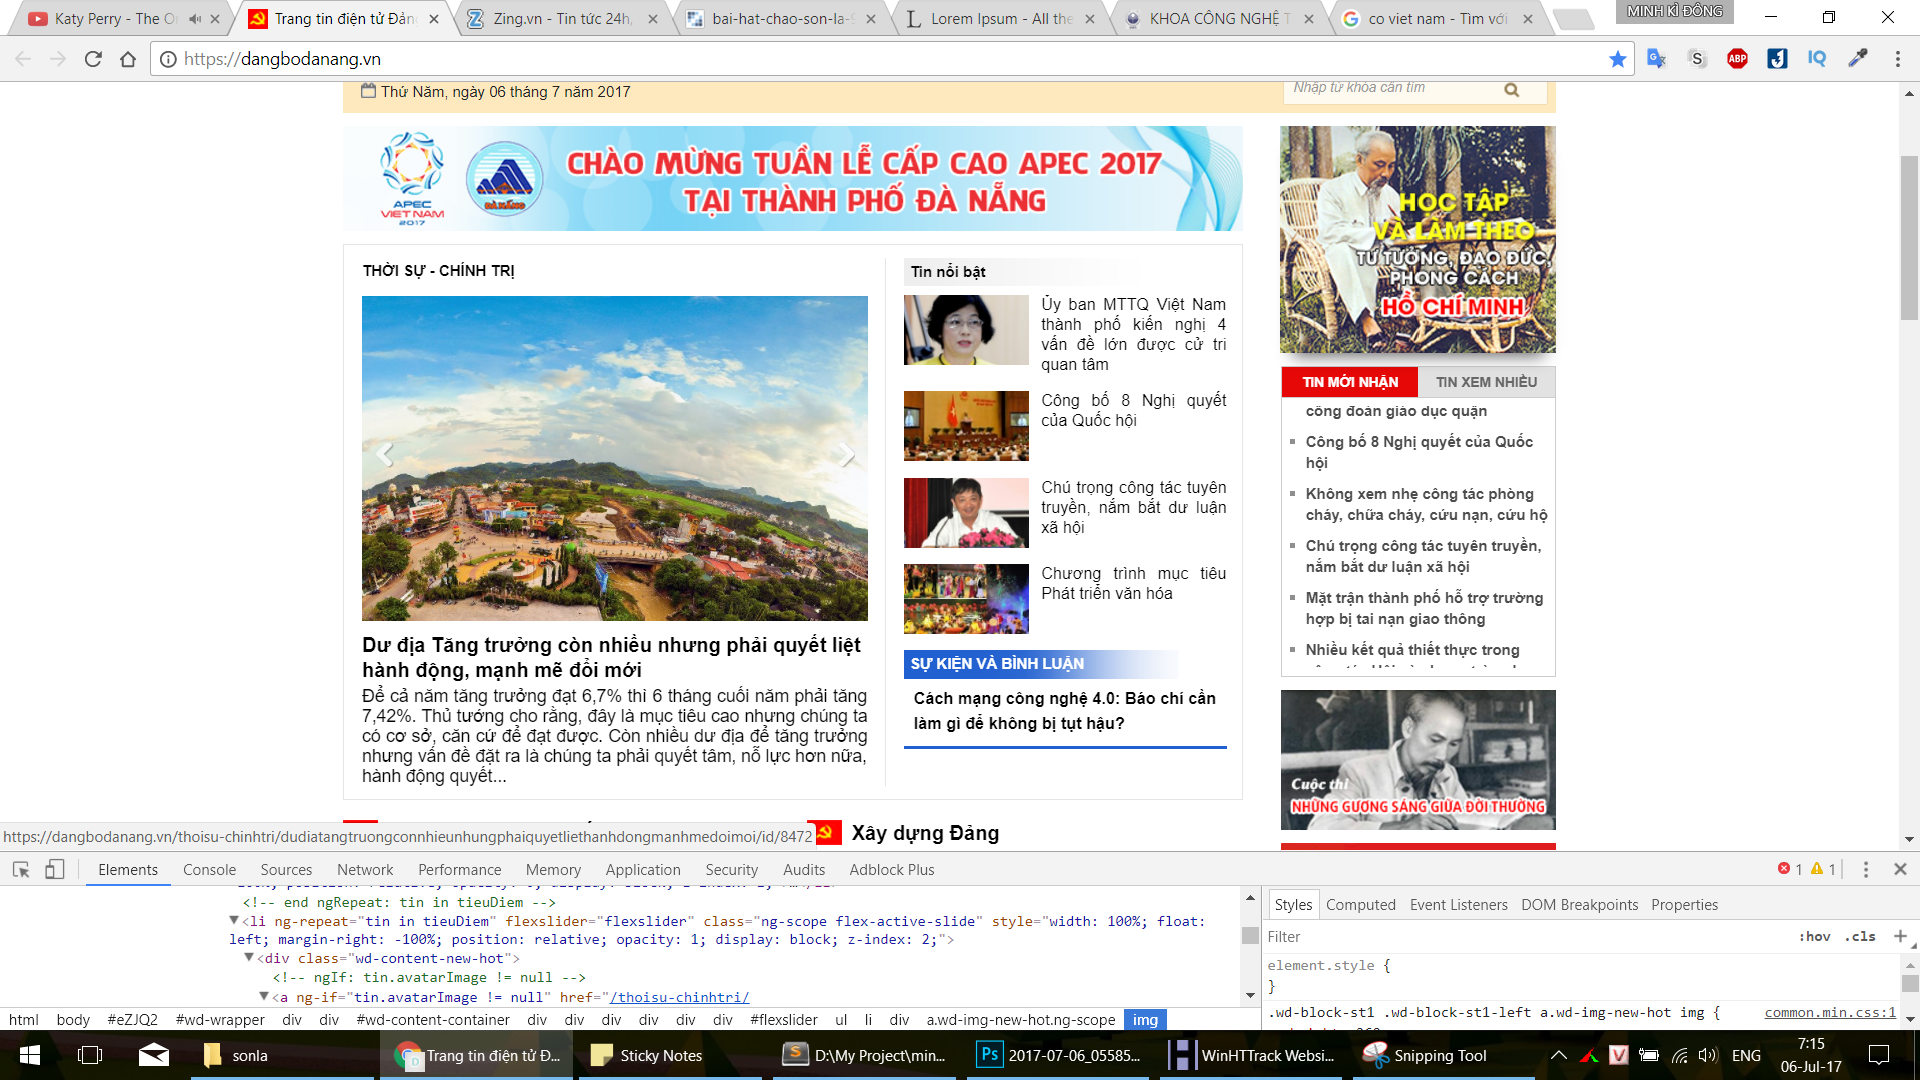 Katy Perry - The O
Trang tin điện tử Đảng
Zing.vn - Tin tức 24h,
bai-hat-chao-son-la-9
Lorem Ipsum - All the
KHOA CÔNG NGHỆ T
co viet nam - Tìm với
MINH KÌ ĐỒNG
https://dangbodanang.vn
Thứ Năm, ngày 06 tháng 7 năm 2017
Nhập từ khóa cần tìm
APEC
VIET NAM
2017
ĐÀ NẴNG
CHÀO MỪNG TUẦN LỄ CẤP CAO APEC 2017
TẠI THÀNH PHỐ ĐÀ NẴNG
THỜI SỰ - CHÍNH TRỊ
Dư địa Tăng trưởng còn nhiều nhưng phải quyết liệt
hành động, mạnh mẽ đổi mới
Để cả năm tăng trưởng đạt 6,7% thì 6 tháng cuối năm phải tăng
7,42%. Thủ tướng cho rằng, đây là mục tiêu cao nhưng chúng ta
có cơ sở, căn cứ để đạt được. Còn nhiều dư địa để tăng trưởng
nhưng vấn đề đặt ra là chúng ta phải quyết tâm, nỗ lực hơn nữa,
hành động quyết...
Tin nổi bật
Ủy ban MTTQ Việt Nam
thành phố kiến nghị 4
vấn đề lớn được cử tri
quan tâm
Công bố 8 Nghị quyết
của Quốc hội
Chú trọng công tác tuyên
truyền, nắm bắt dư luận
xã hội
Chương trình mục tiêu
Phát triển văn hóa
SỰ KIỆN VÀ BÌNH LUẬN
Cách mạng công nghệ 4.0: Báo chí cần
làm gì để không bị tụt hậu?
HỌC TẬP
VÀ LÀM THEO
TƯ TƯỞNG, ĐẠO ĐỨC,
PHONG CÁCH
HỒ CHÍ MINH
TIN MỚI NHẬN
TIN XEM NHIỀU
công đoàn giáo dục quận
Công bố 8 Nghị quyết của Quốc
hội
Không xem nhẹ công tác phòng
cháy, chữa cháy, cứu nạn, cứu hộ
Chú trọng công tác tuyên truyền,
nắm bắt dư luận xã hội
Mặt trận thành phố hỗ trợ trường
hợp bị tai nạn giao thông
Nhiều kết quả thiết thực trong
Cuộc thi
NHỮNG GƯƠNG SÁNG GIỮA ĐỜI THƯỜNG
https://dangbodanang.vn/thoisu-chinhtri/dudiatangtruongconnhieunhungphaiquyetliethanhdongmanhmedoimoi/id/8472
Xây dựng Đảng
Elements Console Sources Network Performance Memory Application Security Audits Adblock Plus
1 1
<!-- end ngRepeat: tin in tieuDiem -->
<li ng-repeat="tin in tieuDiem" flexslider="flexslider" class="ng-scope flex-active-slide" style="width: 100%; float:
left; margin-right: -100%; position: relative; opacity: 1; display: block; z-index: 2;">
<div class="wd-content-new-hot">
<!-- ngIf: tin.avatarImage != null -->
<a ng-if="tin.avatarImage != null" href="/thoisu-chinhtri/
html body #eZJQ2 #wd-wrapper div div #wd-content-container div div div div div div #flexslider ul li div a.wd-img-new-hot.ng-scope img
Styles Computed Event Listeners DOM Breakpoints Properties
Filter
:hov .cls +
element.style {
}
.wd-block-st1 .wd-block-st1-left a.wd-img-new-hot img {
common.min.css:1
sonla
Trang tin điện tử Đ...
Sticky Notes
D:\My Project\min...
2017-07-06_05585...
WinHTTrack Websi...
Snipping Tool
ENG
7:15
06-Jul-17